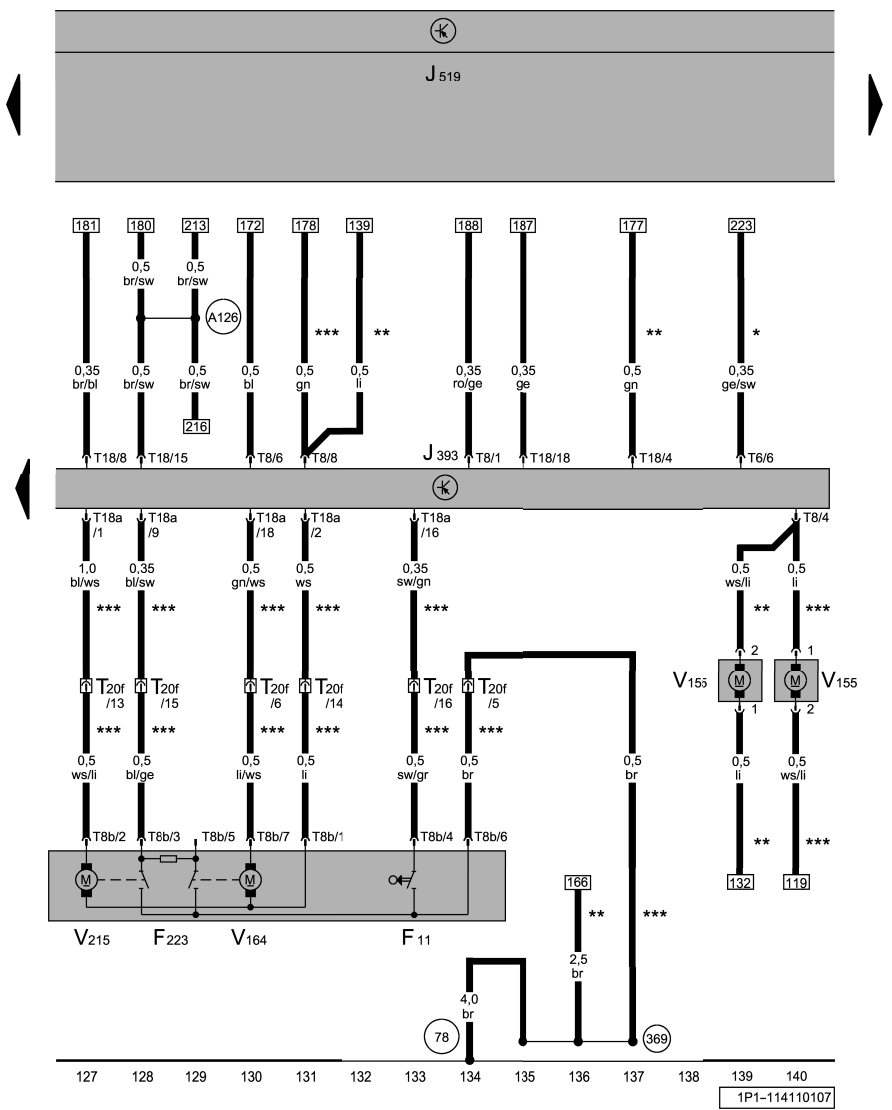 J 519
181 180 213 172 178 139 188 187 177 223
0,5 0,5
br/sw br/sw
A126
*** ** ** *
0,35 0,5 0,5 0,5 0,5 0,5 0,35 0,35 0,5 0,35
br/bl br/sw br/sw bl gn li ro/ge ge gn ge/sw
216
T18/8 T18/15 T8/6 T8/8 J 393 T8/1 T18/18 T18/4 T6/6
T18a T18a T18a T18a T18a T8/4
/1 /9 /18 /2 /16
1,0 0,35 0,5 0,5 0,35 0,5 0,5
bl/ws bl/sw gn/ws ws sw/gn ws/li li
*** *** *** *** *** ** ***
2 1
T20f T20f T20f T20f T20f T20f V155 M M V155
/13 /15 /6 /14 /16 /5
1 2
*** *** *** *** *** ***
0,5 0,5 0,5 0,5 0,5 0,5 0,5 0,5 0,5
ws/li bl/ge li/ws li sw/gr br br li ws/li
T8b/2 T8b/3 T8b/5 T8b/7 T8b/1 T8b/4 T8b/6 ** ***
M M
166 132 119
** ***
V215 F223 V164 F11
2,5
br
4,0
br
78 369
127 128 129 130 131 132 133 134 135 136 137 138 139 140
1P1-114110107